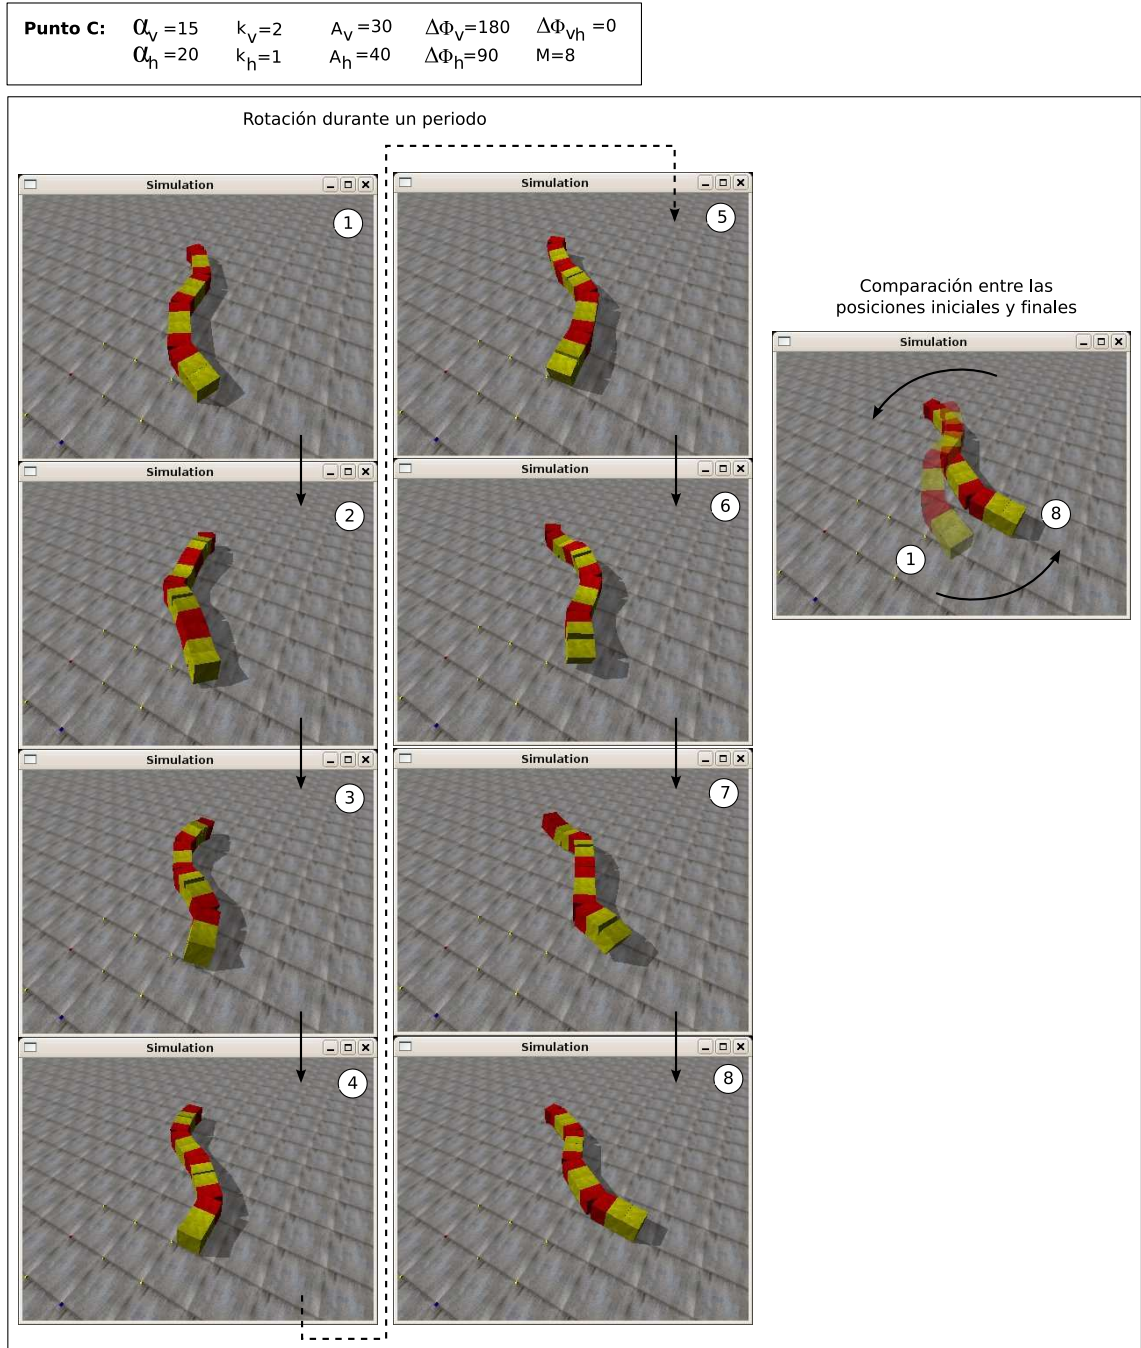 Punto C: αv =15 kv=2 Av =30 ΔΦv=180 ΔΦvh =0
αh =20 kh=1 Ah =40 ΔΦh=90 M=8
Rotación durante un periodo
Simulation
1
Simulation
5
Comparación entre las
posiciones iniciales y finales
Simulation
8
1
Simulation
2
Simulation
6
Simulation
3
Simulation
7
Simulation
4
Simulation
8